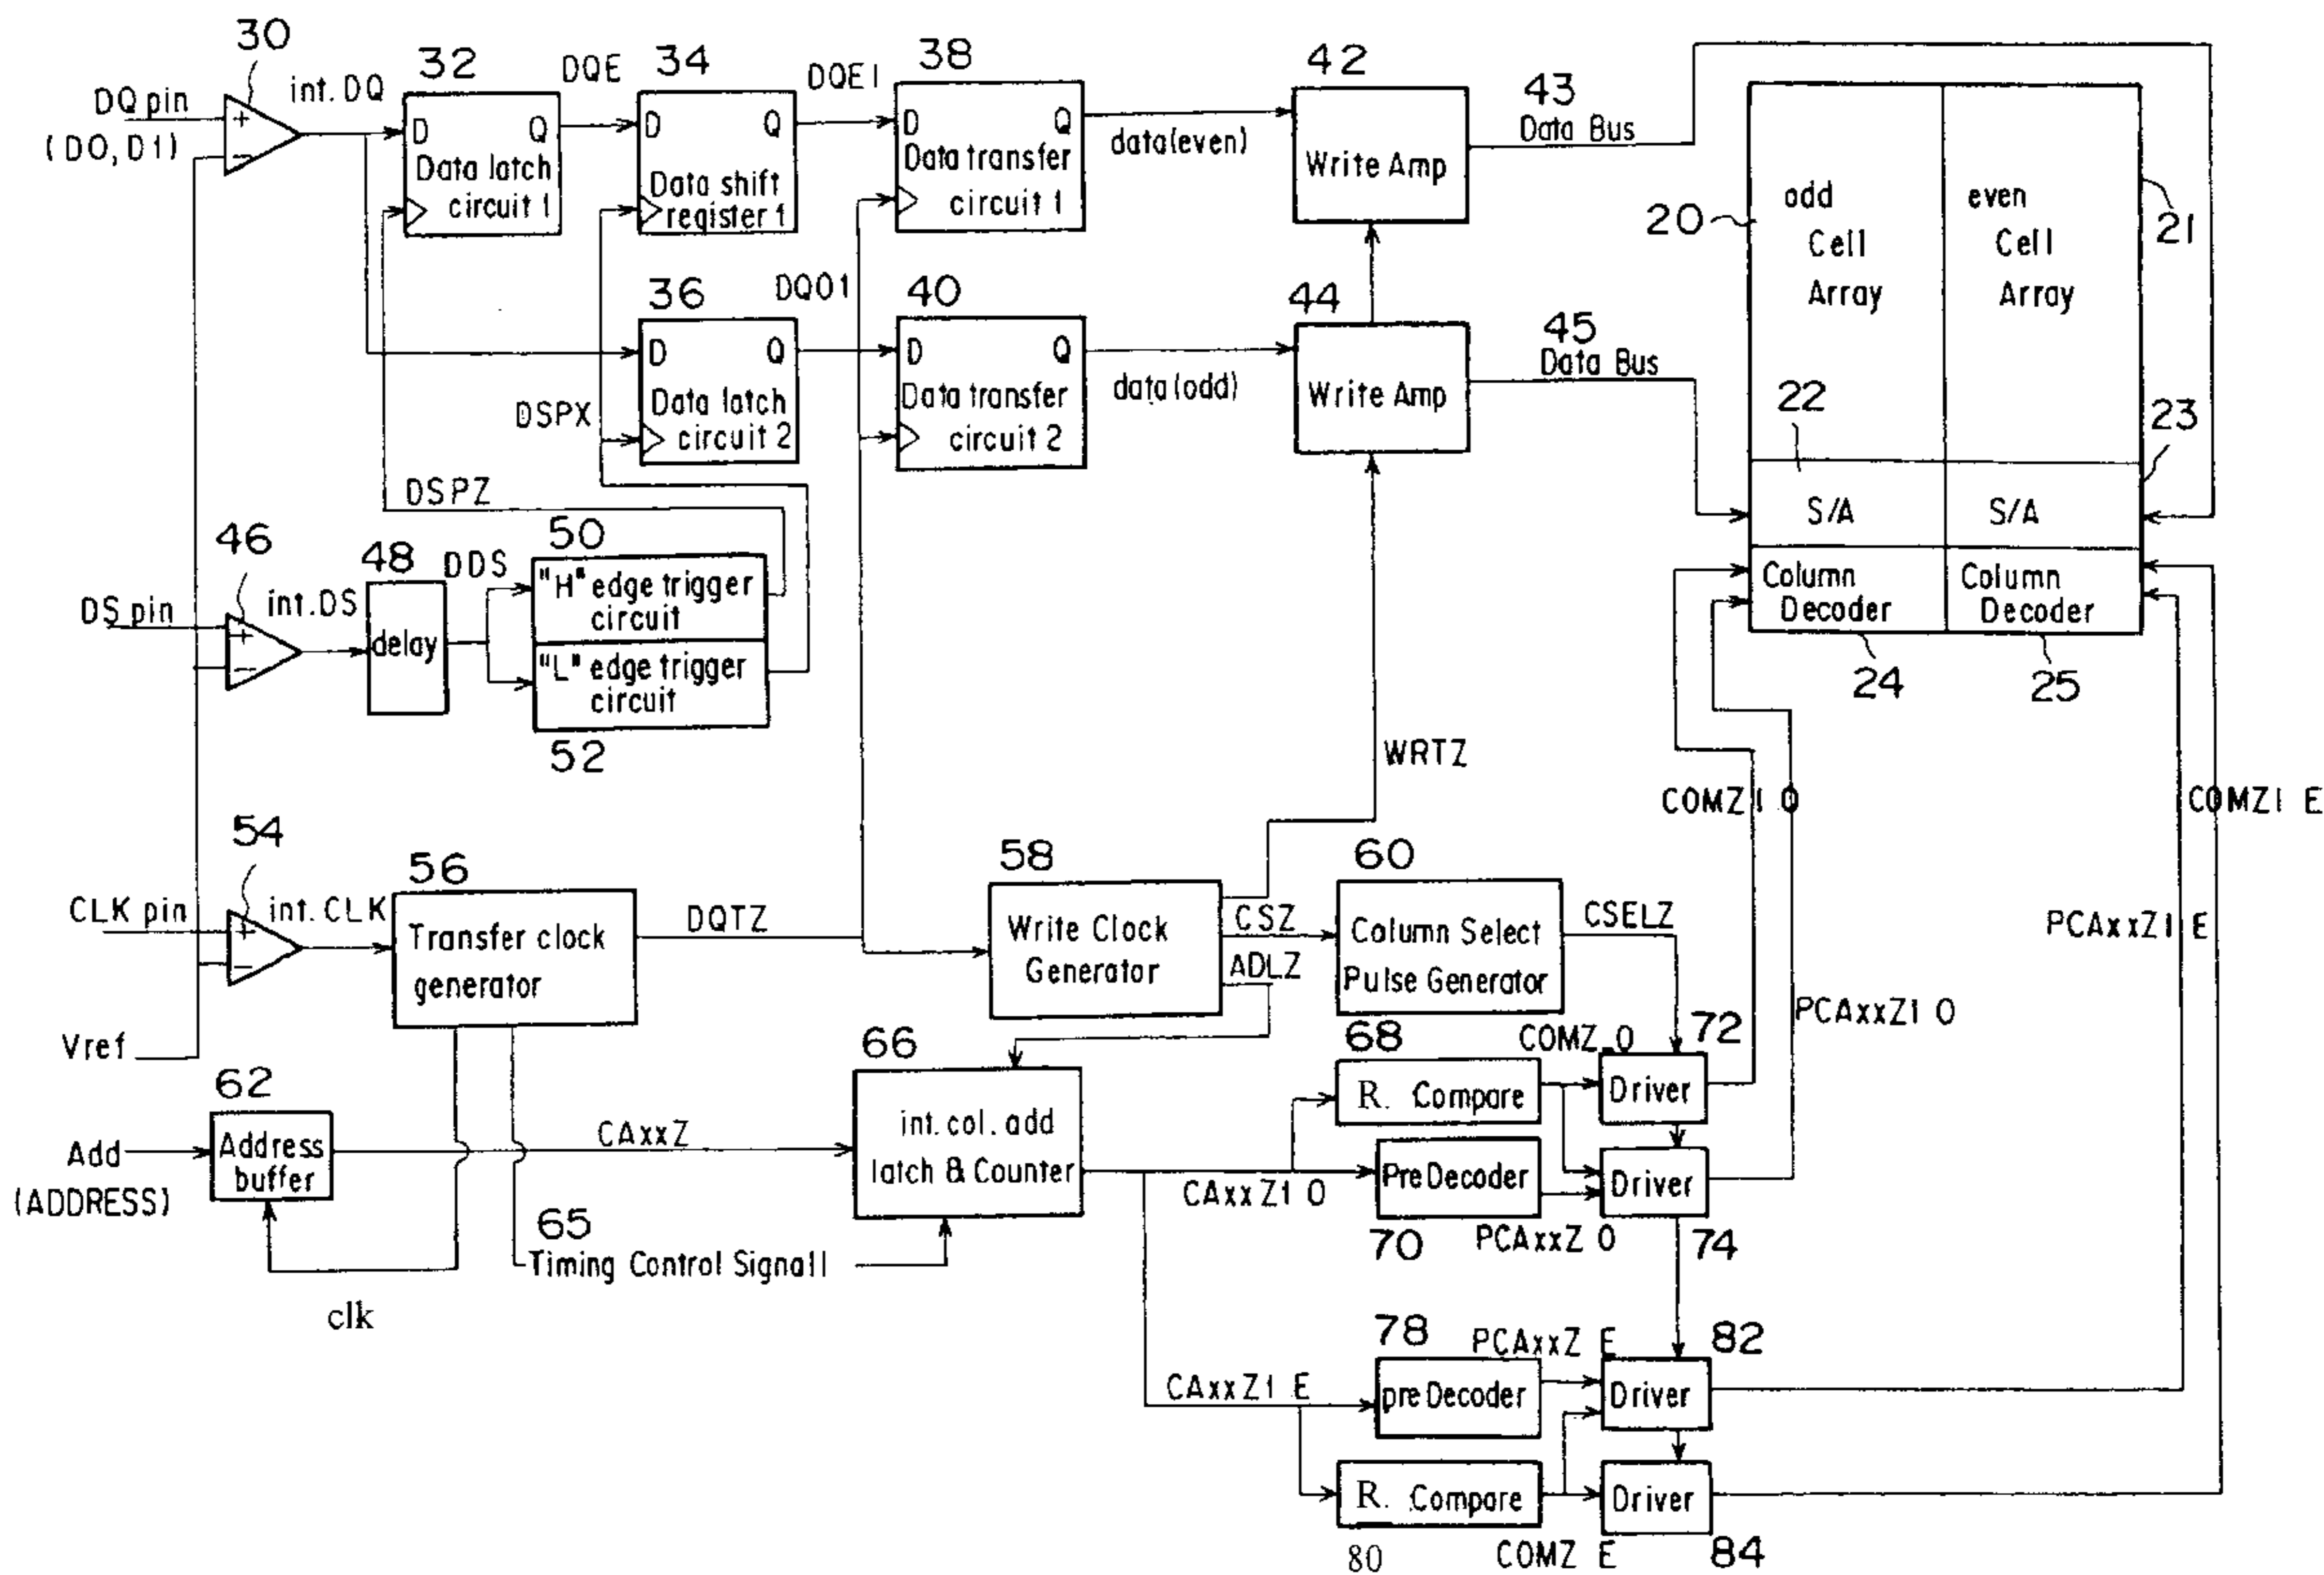 30
32
34
38
42
int.DQ
DQE
DQE1
DQ pin
(D0, D1)
D Q
Data latch
circuit 1
D Q
Data shift
register 1
D Q
Data transfer
circuit 1
data(even)
Write Amp
43
Data Bus
20
odd
Cell
Array
even
Cell
Array
21
36
DQO1
40
44
45
Data Bus
D Q
Data latch
circuit 2
D Q
Data transfer
circuit 2
data(odd)
Write Amp
DSPX
DSPZ
22
23
S/A
S/A
46
48
DDS
50
DS pin
int.DS
delay
"H" edge trigger
circuit
"L" edge trigger
circuit
52
Column
Decoder
Column
Decoder
24
25
WRTZ
COMZ1 O
COMZ1 E
54
56
58
60
CLK pin
int. CLK
Transfer clock
generator
DQTZ
Write Clock
Generator
CSZ
ADLZ
Column Select
Pulse Generator
CSELZ
PCAxxZ1 E
PCAxxZ1 O
Vref
62
66
68
COMZ O
72
Add
(ADDRESS)
Address
buffer
CAxxZ
int. col. add
latch & Counter
R. Compare
Driver
CAxxZ1 O
PreDecoder
Driver
70
PCAxxZ O
74
65
Timing Control Signal1
clk
78
PCAxxZ E
82
CAxxZ1 E
pre Decoder
Driver
R. Compare
Driver
80
COMZ E
84